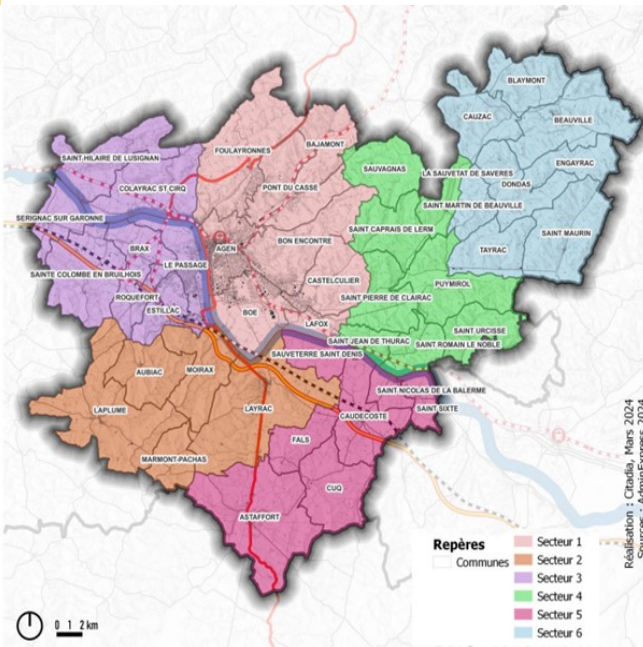 BLAYMONT
CAUZAC
BEAUVILLE
FOULAYRONNES
BAJAMONT
SAINT HILAIRE DE LUSIGNAN
SAUVAGNAS
LA SAUVETAT DE SAVERES
ENGAYRAC
COLAYRAC ST CIRQ
PONT DU CASSE
DONDAS
SAINT MARTIN DE BEAUVILLE
SERIGNAC SUR GARONNE
SAINT CAPRAIS DE LERM
SAINT MAURIN
BRAX
AGEN
BON ENCONTRE
TAYRAC
LE PASSAGE
SAINTE COLOMBE EN BRUILHOIS
CASTELCULIER
PUYMIROL
ROQUEFORT
SAINT PIERRE DE CLAIRAC
ESTILLAC
BOE
LAFOX
SAINT URCISSE
SAINT JEAN DE THURAC
SAINT ROMAIN LE NOBLE
SAUVETERRE SAINT DENIS
AUBIAC
MOIRAX
SAINT NICOLAS DE LA BALERME
LAPLUME
LAYRAC
CAUDECOSTE
SAINT SIXTE
FALS
MARMONT-PACHAS
CUQ
ASTAFFORT
Repères
Communes
Secteur 1
Secteur 2
Secteur 3
Secteur 4
Secteur 5
Secteur 6
0 1 2 km
Réalisation : Citadia, Mars 2024
Sources : AdminExpress 2024